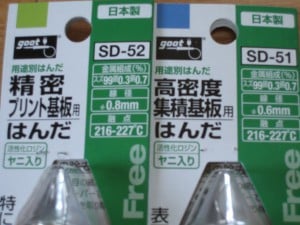 日本製
goot
SD-52
用途別はんだ
精密
プリント基板用
はんだ
活性化ロジン
ヤニ入り
金属組成(%)
スズ99 銀0.3 銅0.7
線径
φ0.8mm
融点
216-227℃
Free
特に
日本製
goot
SD-51
用途別はんだ
高密度
集積基板用
はんだ
活性化ロジン
ヤニ入り
金属組成(%)
スズ99 銀0.3 銅0.7
線径
φ0.6mm
融点
216-227℃
Free
表